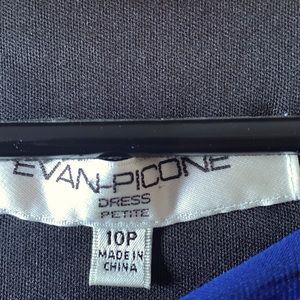 EVAN-PICONE
DRESS
PETITE
10P
MADE IN
CHINA